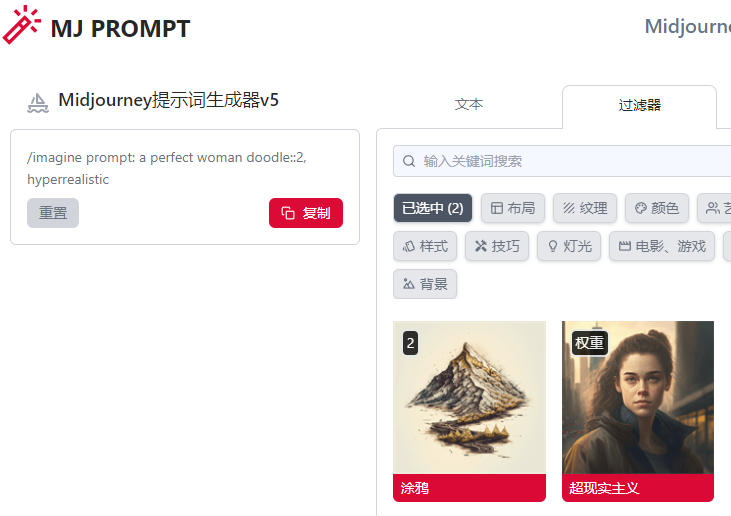 MJ PROMPT
Midjourne
Midjourney提示词生成器v5
文本
过滤器
/imagine prompt: a perfect woman doodle::2,
hyperrealistic
重置
复制
输入关键词搜索
已选中 (2)
布局
纹理
颜色
样式
技巧
灯光
电影、游戏
背景
2
权重
涂鸦
超现实主义